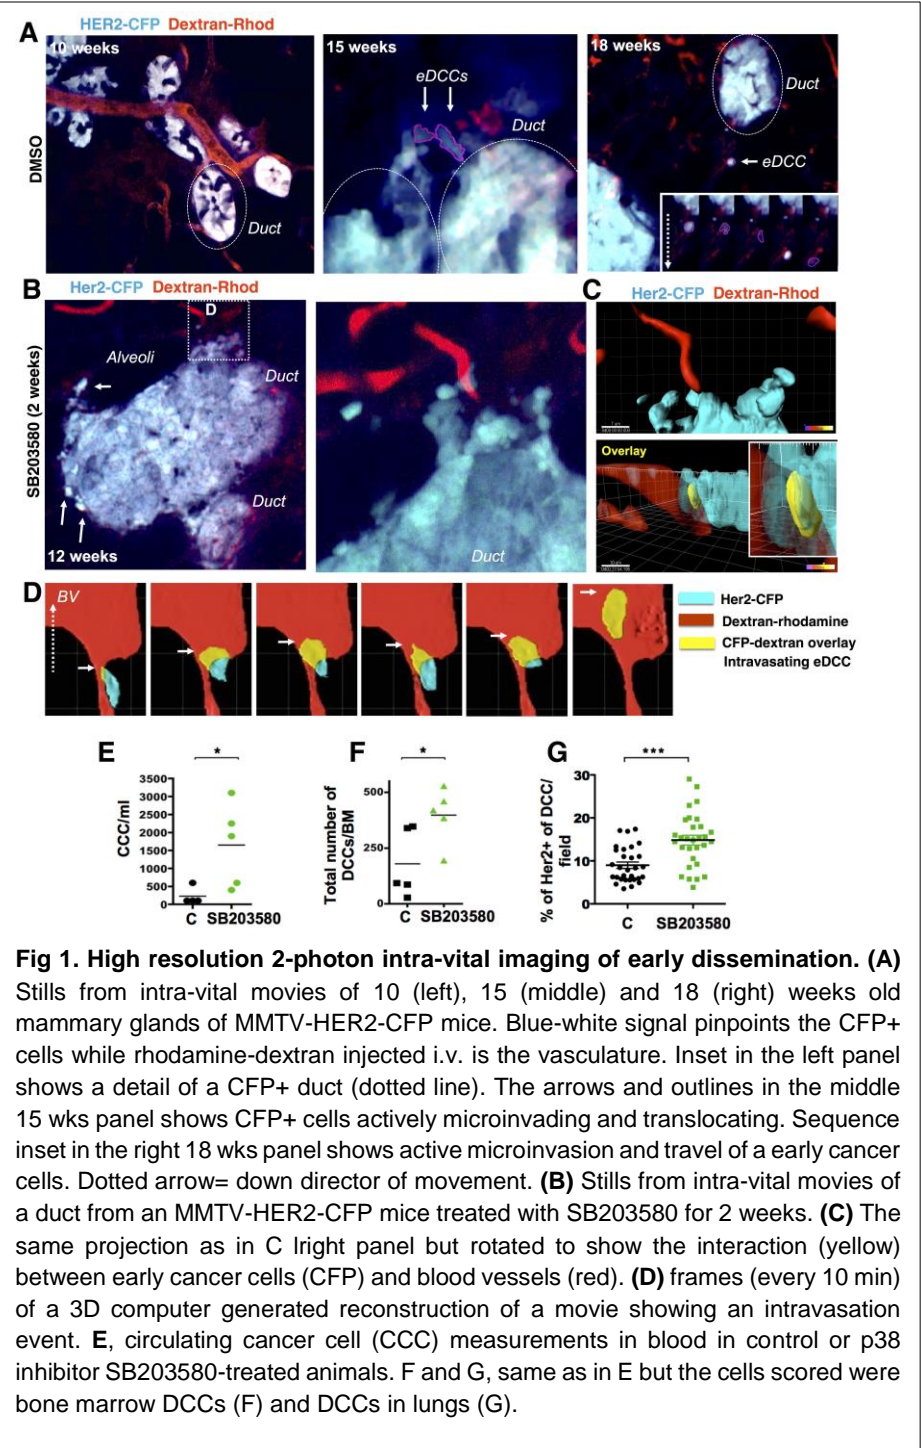 HER2-CFP Dextran-Rhod
A
10 weeks
15 weeks
18 weeks
eDCCs
Duct
Duct
Duct
eDCC
DMSO
B
Her2-CFP Dextran-Rhod
C
Her2-CFP Dextran-Rhod
D
Alveoli
Duct
Duct
12 weeks
Duct
SB203580 (2 weeks)
Overlay
D
BV
Her2-CFP
Dextran-rhodamine
CFP-dextran overlay
Intravasating eDCC
E
*
CCC/ml
3500
3000
2500
2000
1500
1000
500
0
C SB203580
F
*
Total number of
DCCs/BM
500
250
0
C SB203580
G
***
% of Her2+ of DCC/
field
30
20
10
0
C SB203580
Fig 1. High resolution 2-photon intra-vital imaging of early dissemination. (A)
Stills from intra-vital movies of 10 (left), 15 (middle) and 18 (right) weeks old
mammary glands of MMTV-HER2-CFP mice. Blue-white signal pinpoints the CFP+
cells while rhodamine-dextran injected i.v. is the vasculature. Inset in the left panel
shows a detail of a CFP+ duct (dotted line). The arrows and outlines in the middle
15 wks panel shows CFP+ cells actively microinvading and translocating. Sequence
inset in the right 18 wks panel shows active microinvasion and travel of a early cancer
cells. Dotted arrow= down director of movement. (B) Stills from intra-vital movies of
a duct from an MMTV-HER2-CFP mice treated with SB203580 for 2 weeks. (C) The
same projection as in C lright panel but rotated to show the interaction (yellow)
between early cancer cells (CFP) and blood vessels (red). (D) frames (every 10 min)
of a 3D computer generated reconstruction of a movie showing an intravasation
event. E, circulating cancer cell (CCC) measurements in blood in control or p38
inhibitor SB203580-treated animals. F and G, same as in E but the cells scored were
bone marrow DCCs (F) and DCCs in lungs (G).